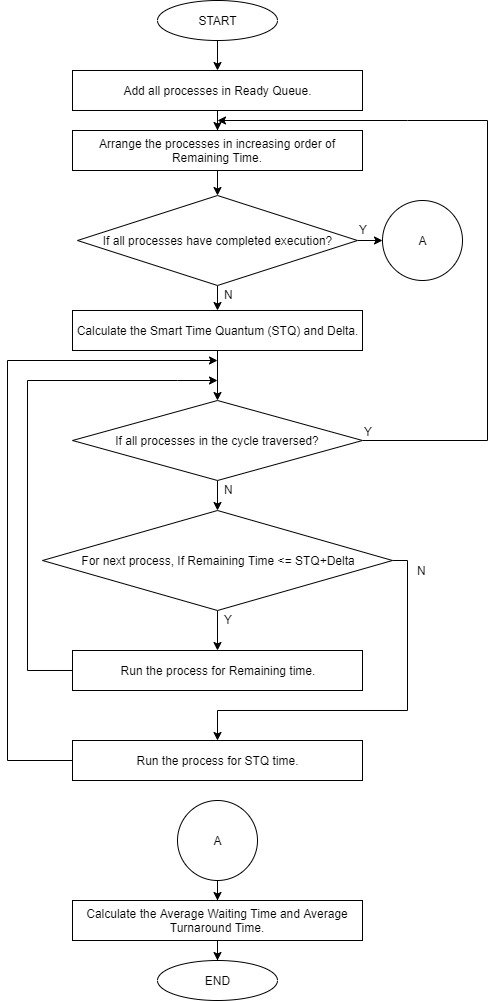 START
Add all processes in Ready Queue.
Arrange the processes in increasing order of
Remaining Time.
If all processes have completed execution?
Y
A
N
Calculate the Smart Time Quantum (STQ) and Delta.
If all processes in the cycle traversed?
Y
N
For next process, If Remaining Time <= STQ+Delta
N
Y
Run the process for Remaining time.
Run the process for STQ time.
A
Calculate the Average Waiting Time and Average
Turnaround Time.
END